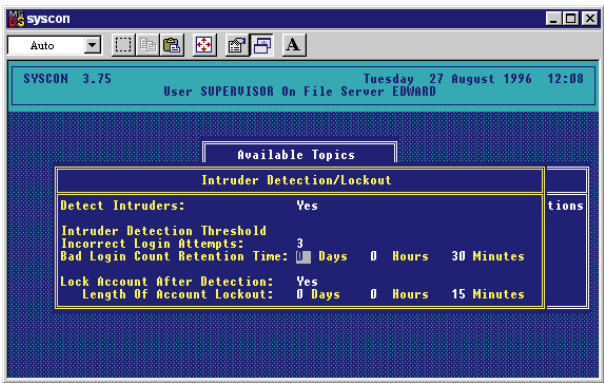 syscon
Auto
A
SYSCON 3.75 Tuesday 27 August 1996 12:08
User SUPERVISOR On File Server EDWARD
Available Topics
Intruder Detection/Lockout
Detect Intruders: Yes
tions
Intruder Detection Threshold
Incorrect Login Attempts: 3
Bad Login Count Retention Time: 0 Days 0 Hours 30 Minutes
Lock Account After Detection: Yes
Length Of Account Lockout: 0 Days 0 Hours 15 Minutes